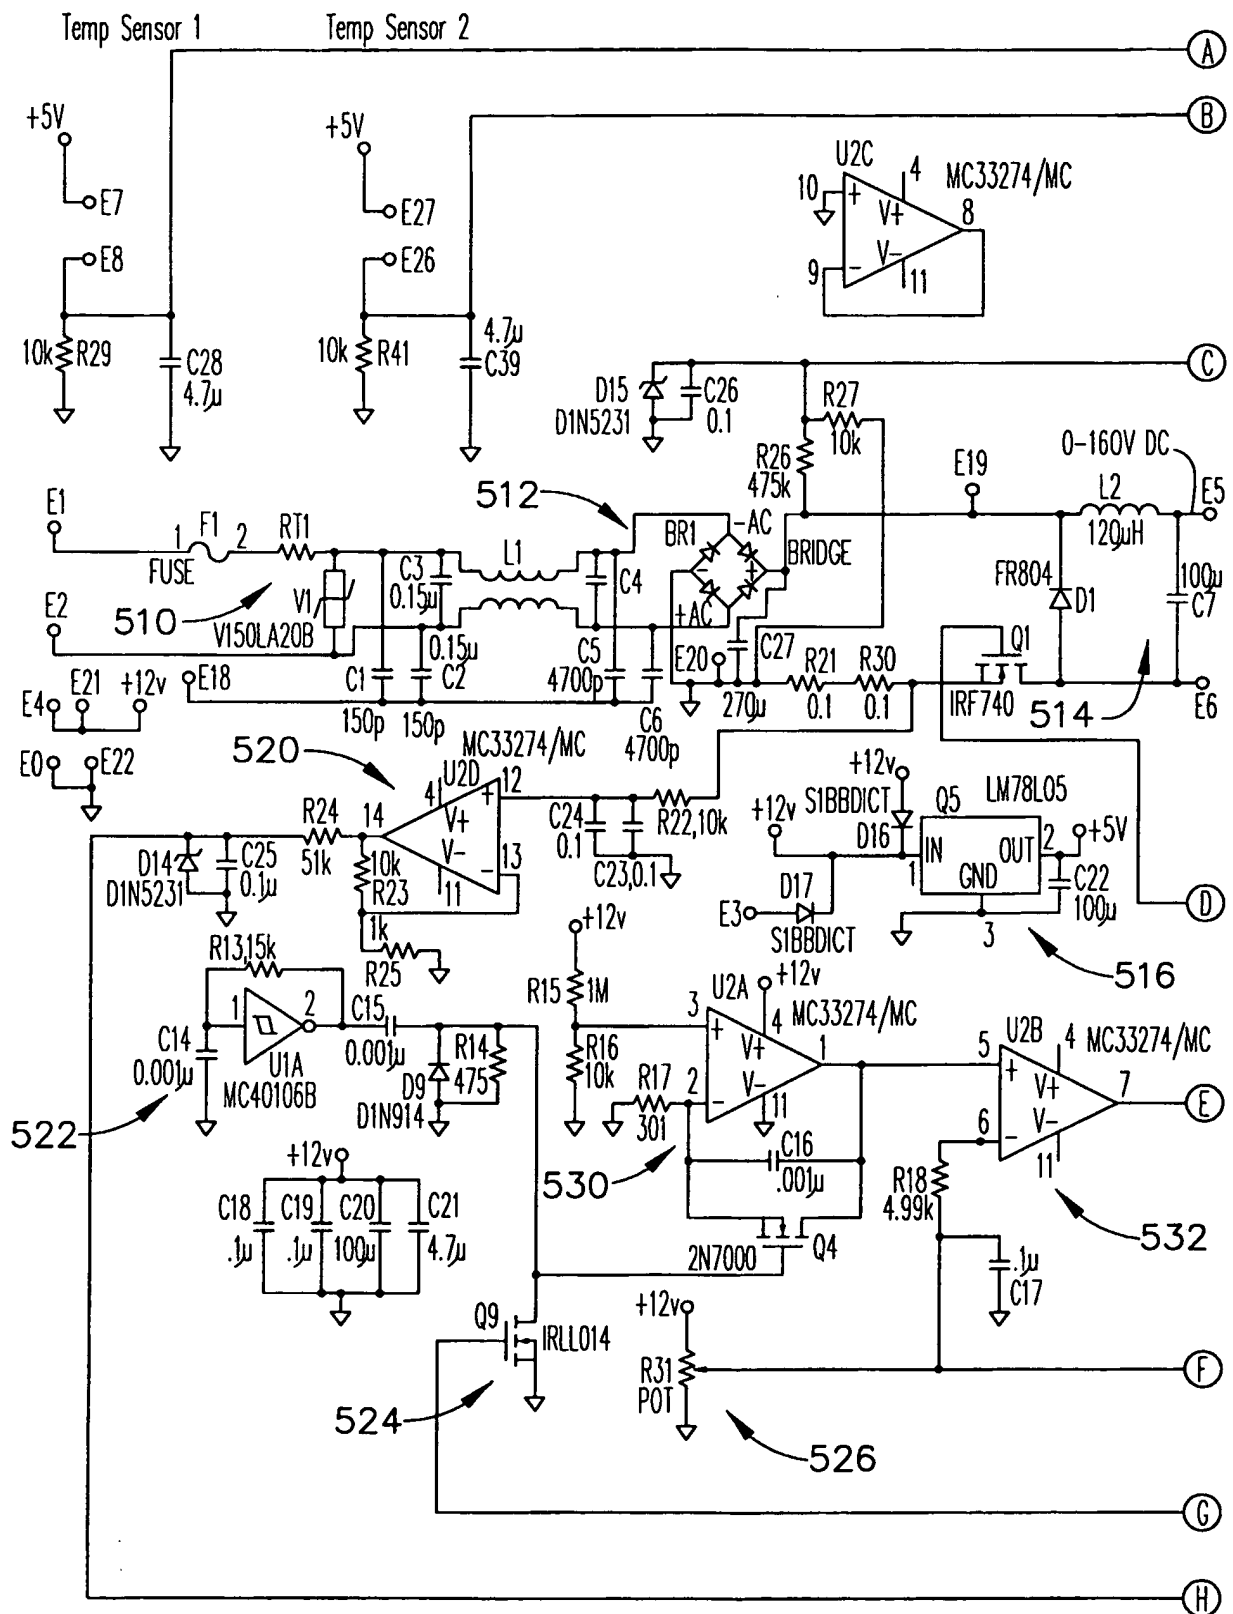 Temp Sensor 1
Temp Sensor 2
A
B
+5V
+5V
E7
E27
E8
E26
U2C
MC33274/MC
10
+
4
V+
8
V-
9
-
11
10k
R29
C28
4.7µ
10k
R41
4.7µ
C39
C
D15
D1N5231
C26
0.1
R27
10k
R26
475k
E19
0-160V DC
L2
120µH
E5
E1
1
F1
2
FUSE
RT1
512
L1
C3
0.15µ
C4
BR1
-AC
BRIDGE
-
+
+AC
FR804
D1
100µ
C7
E2
510
V1
V150LA20B
0.15µ
C1
150p
C2
150p
C5
4700p
C6
4700p
E20
C27
270µ
R21
0.1
R30
0.1
Q1
IRF740
514
E6
E4
E21
+12v
E18
E0
E22
520
MC33274/MC
U2D
12
+
4
V+
14
V-
-
13
11
R24
51k
10k
R23
1k
R25
D14
D1N5231
C25
0.1µ
C24
0.1
C23,0.1
R22,10k
+12v
+12v
S1BBDICT
D16
Q5
LM78L05
IN
OUT
GND
1
2
3
+5V
C22
100µ
D17
E3
S1BBDICT
516
D
R13,15k
1
2
U1A
MC40106B
C14
0.001µ
C15
0.001µ
D9
D1N914
R14
475
522
+12v
R15
1M
R16
10k
R17
301
U2A
+12v
MC33274/MC
3
+
4
V+
1
V-
2
-
11
530
C16
.001µ
2N7000
Q4
U2B
MC33274/MC
5
+
4
V+
7
V-
6
-
11
E
R18
4.99k
532
.1µ
C17
+12v
C18
.1µ
C19
.1µ
C20
100µ
C21
4.7µ
Q9
IRLL014
524
+12v
R31
POT
526
F
G
H